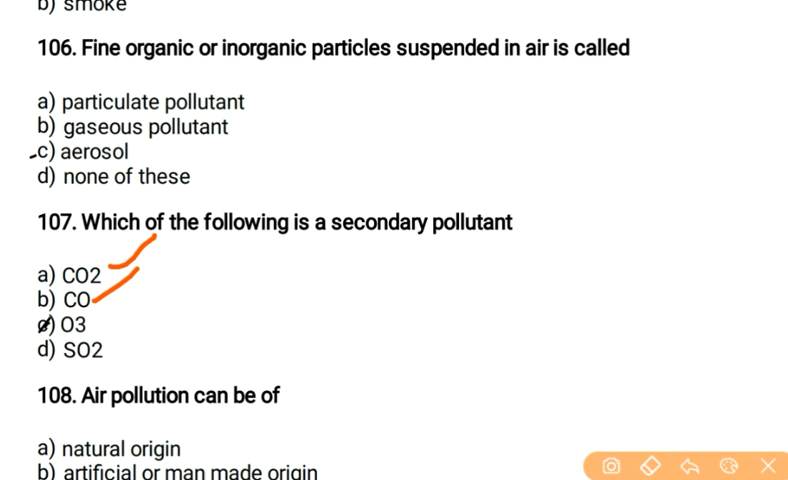 b) smoke
106. Fine organic or inorganic particles suspended in air is called
a) particulate pollutant
b) gaseous pollutant
c) aerosol
d) none of these
107. Which of the following is a secondary pollutant
a) CO2
b) CO
c) O3
d) SO2
108. Air pollution can be of
a) natural origin
b) artificial or man made origin